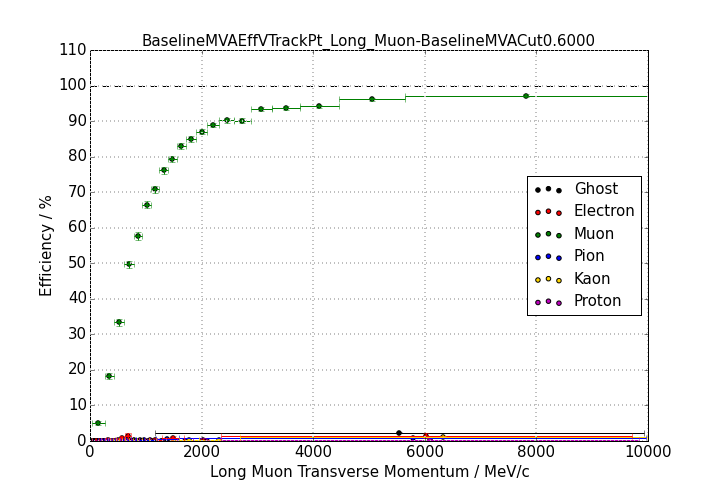 BaselineMVAEffVTrackPt_Long_Muon-BaselineMVACut0.6000
110
100
90
80
70
60
50
40
30
20
10
0
Efficiency / %
Ghost
Electron
Muon
Pion
Kaon
Proton
0 2000 4000 6000 8000 10000
Long Muon Transverse Momentum / MeV/c